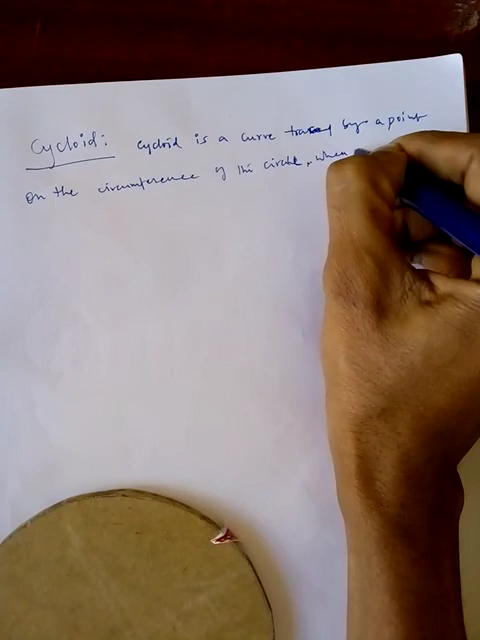 Cycloid: Cycloid is a curve traced by a point
on the circumference of the circle, when